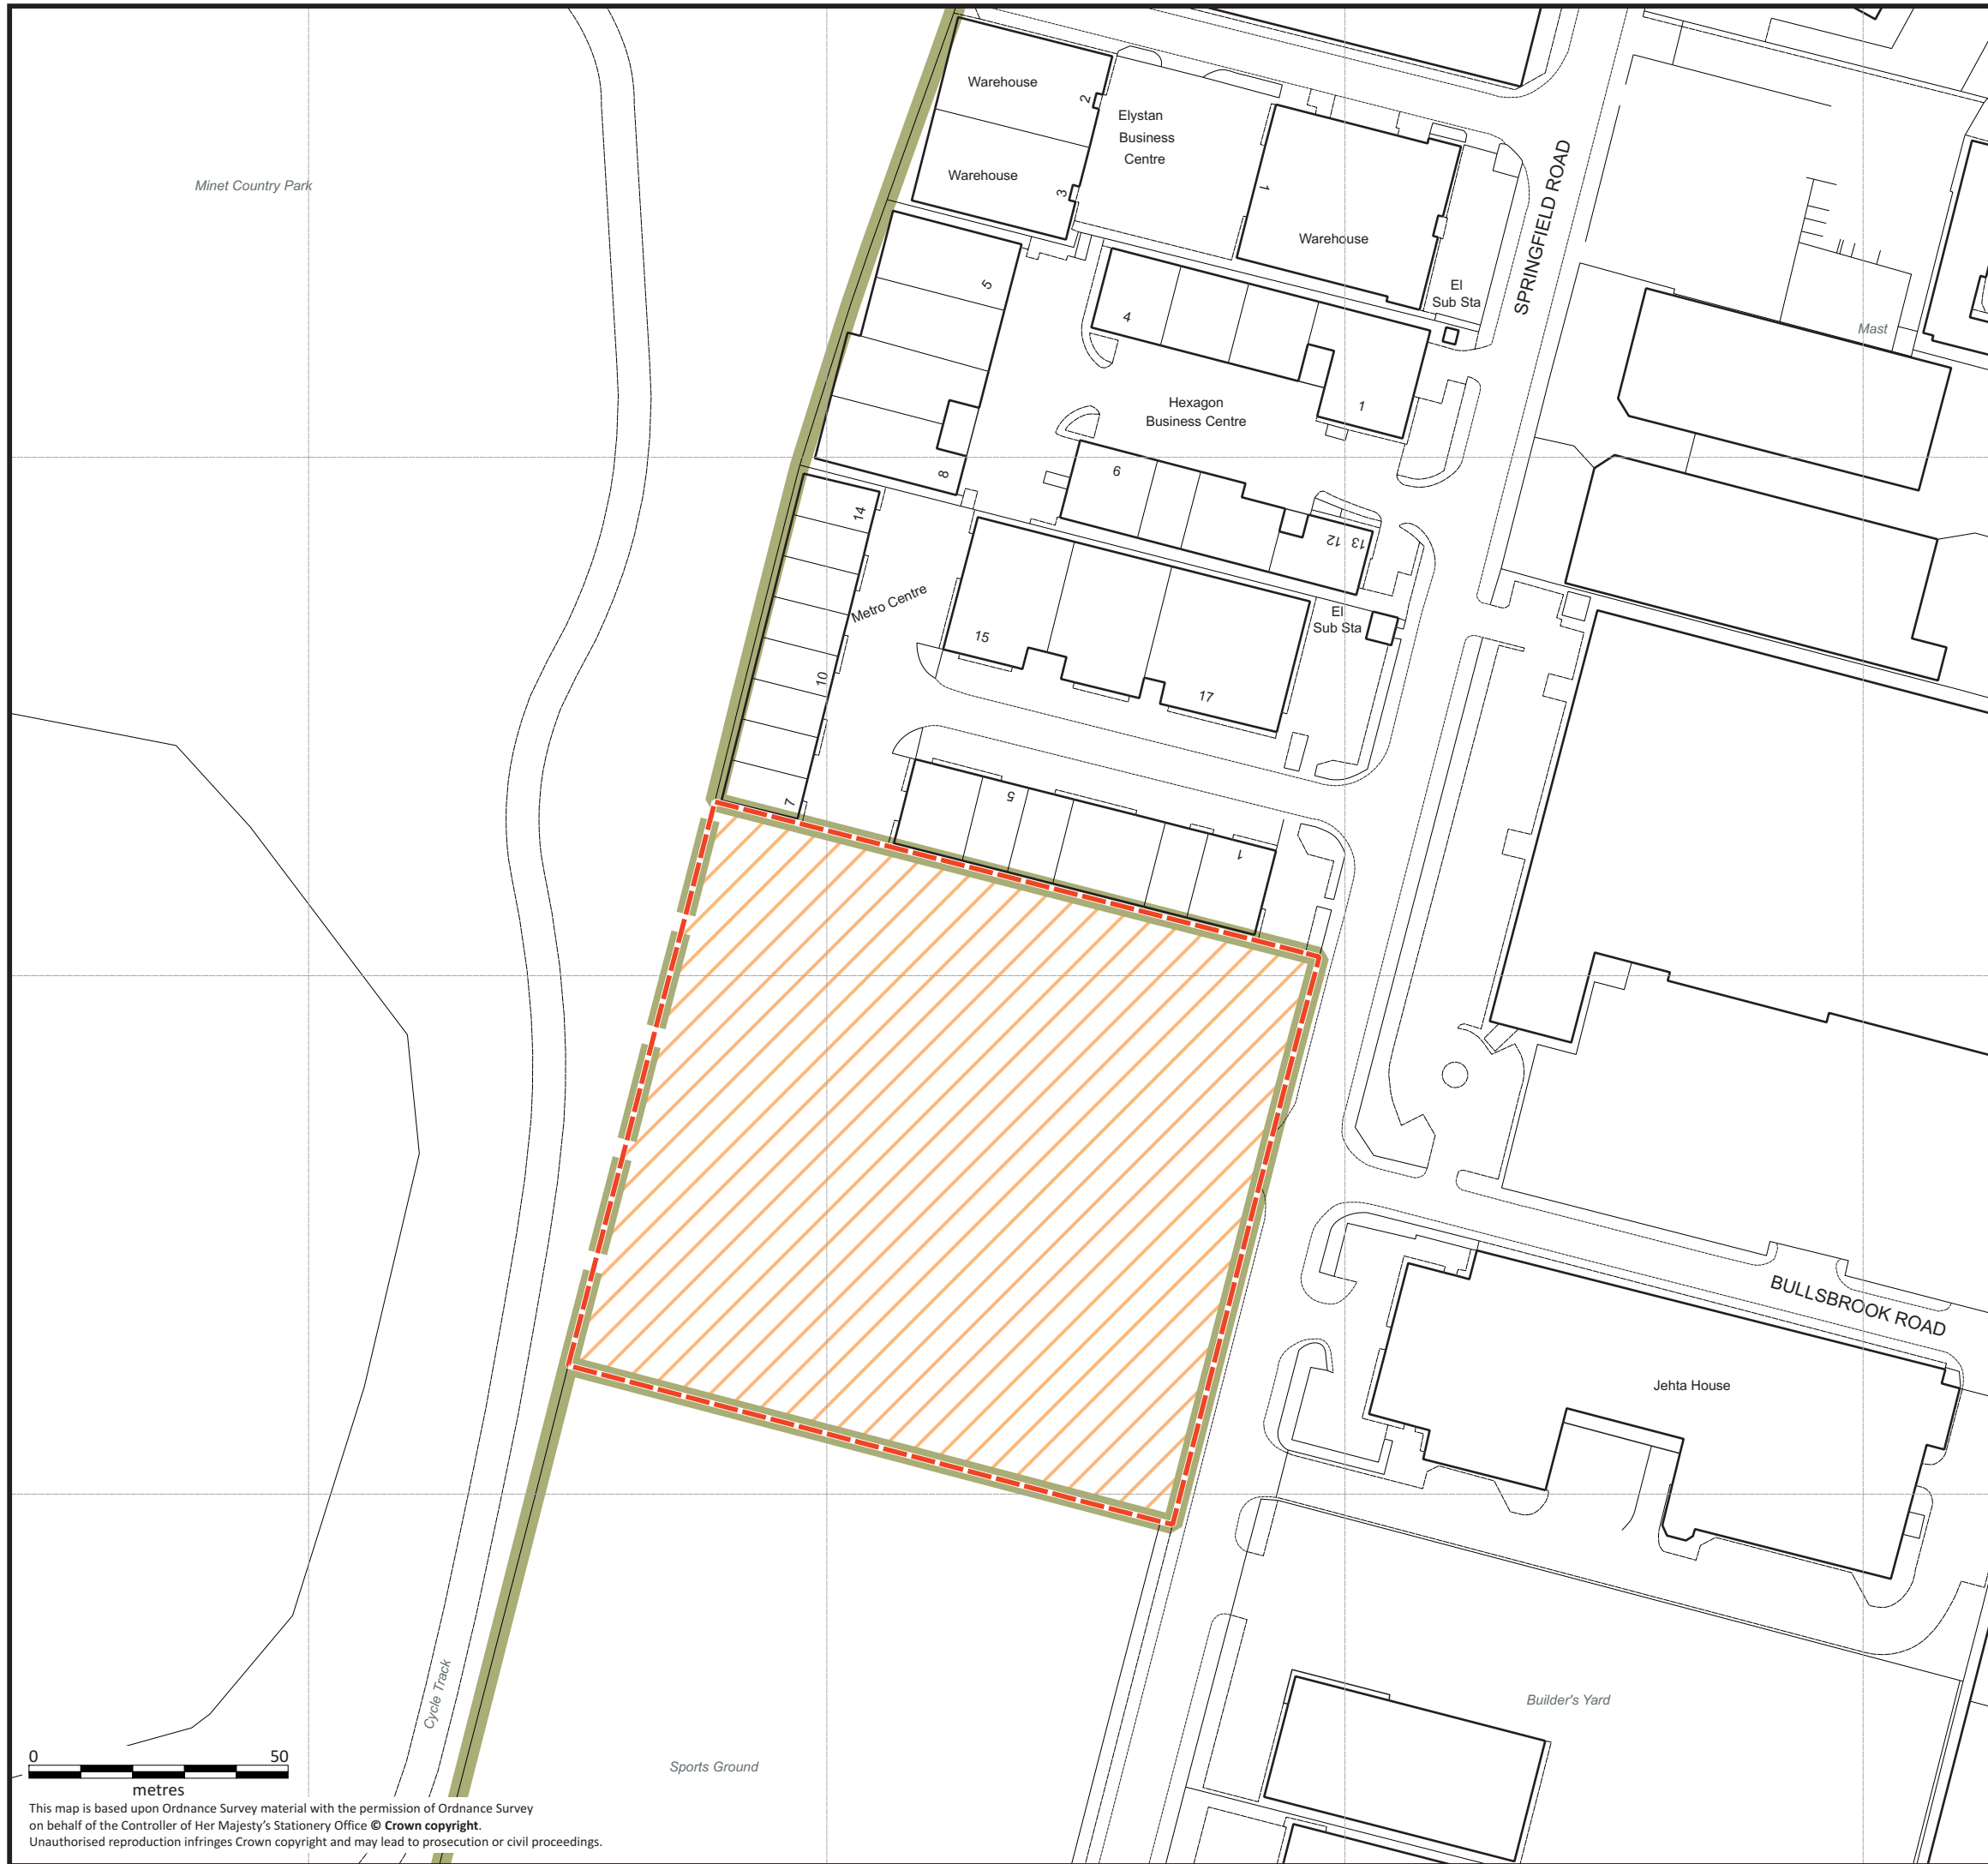 Warehouse
2
Elystan
Business
Centre
Minet Country Park
Warehouse
3
1
Warehouse
SPRINGFIELD ROAD
El
Sub Sta
5
4
Mast
1
Hexagon
Business Centre
6
8
14
12
13
Metro Centre
El
Sub Sta
15
10
17
7
5
1
BULLSBROOK ROAD
Jehta House
Cycle Track
Builder's Yard
Sports Ground
0 50
metres
This map is based upon Ordnance Survey material with the permission of Ordnance Survey
on behalf of the Controller of Her Majesty's Stationery Office © Crown copyright.
Unauthorised reproduction infringes Crown copyright and may lead to prosecution or civil proceedings.